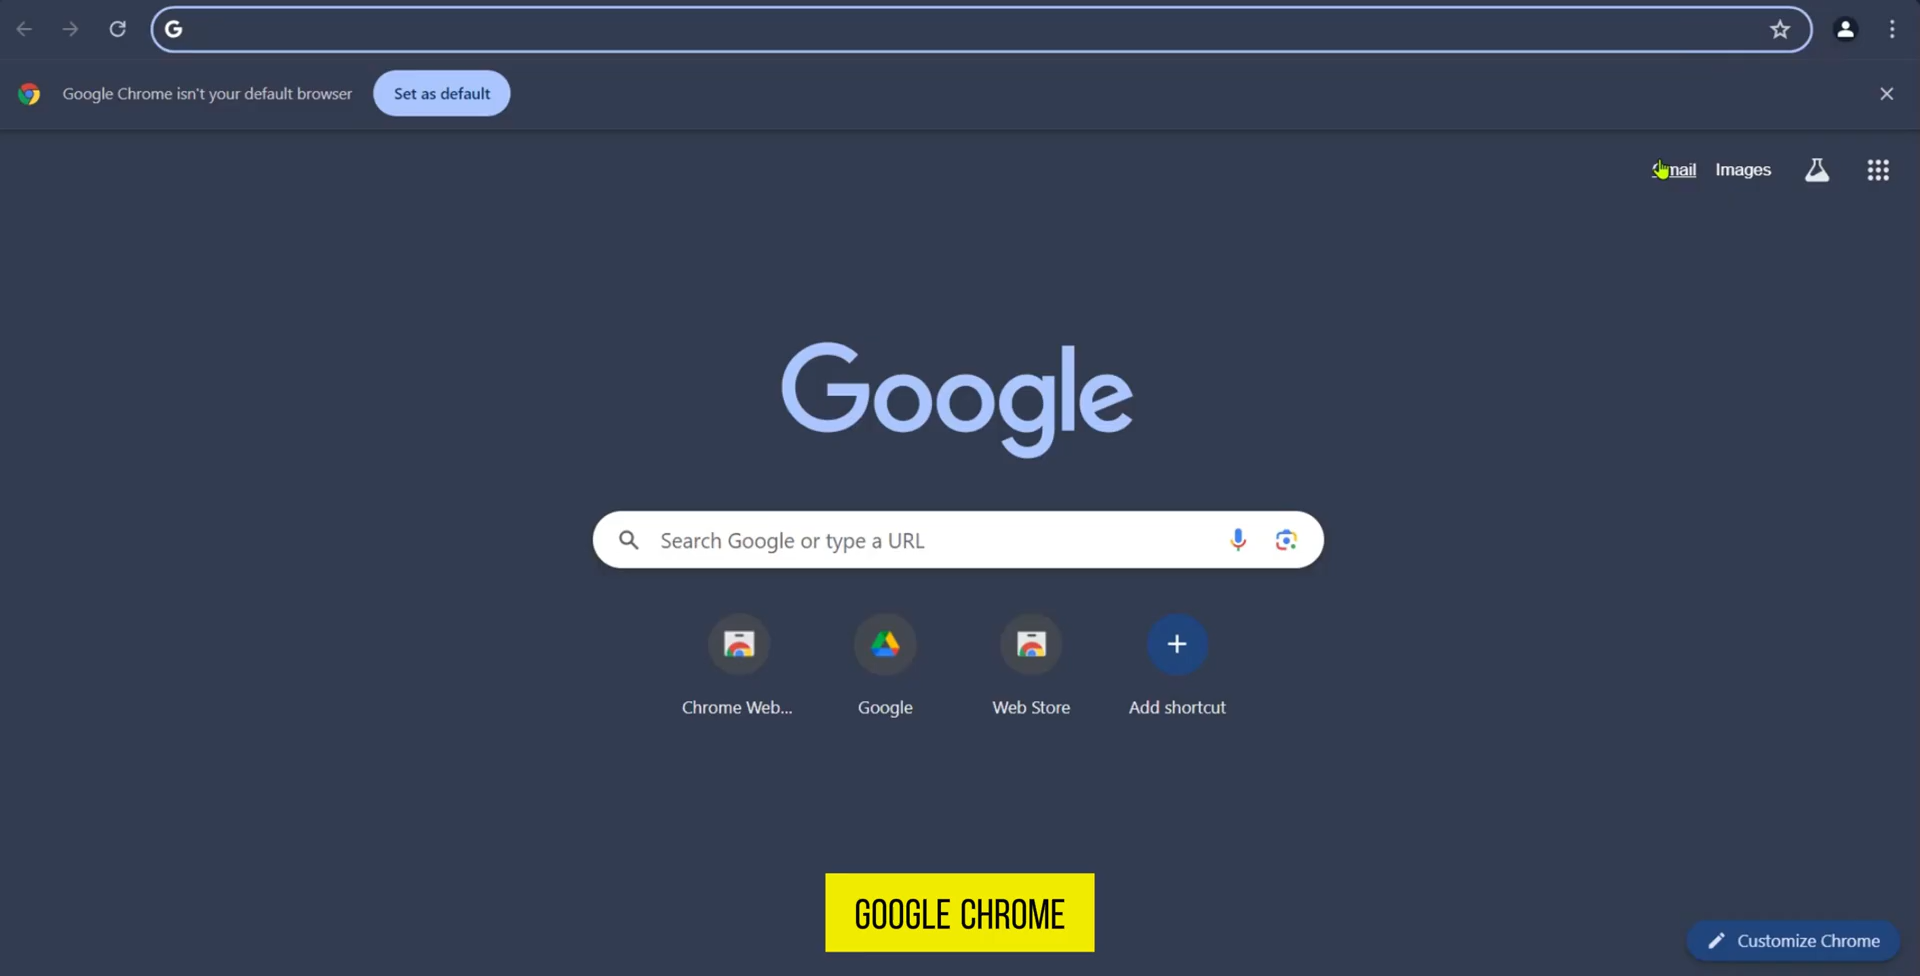 Google Chrome isn't your default browser
Set as default
Gmail
Images
Google
Search Google or type a URL
Chrome Web...
Google
Web Store
Add shortcut
GOOGLE CHROME
Customize Chrome